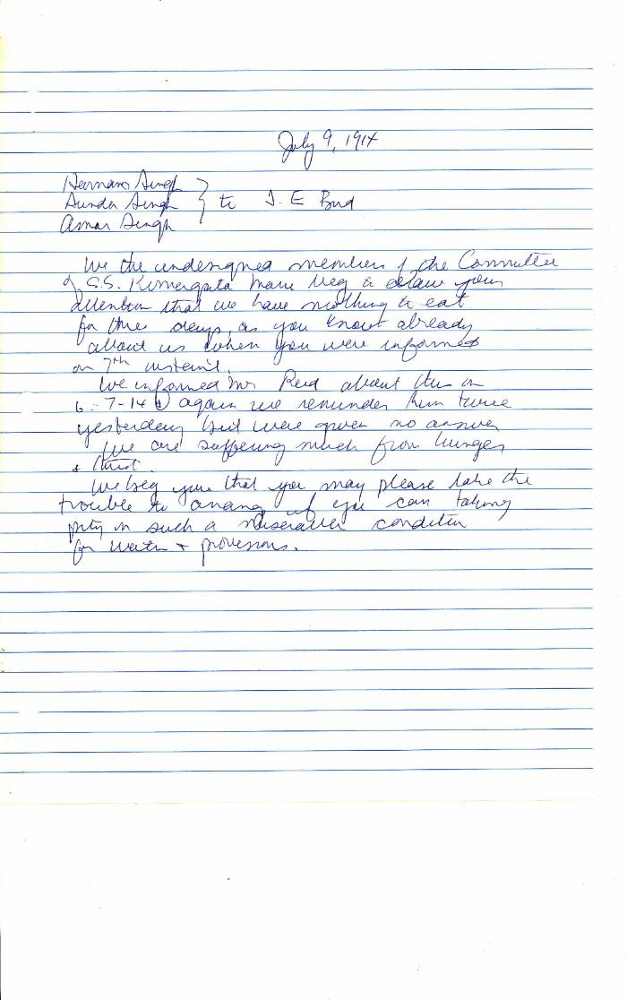 July 9, 1914
Harnam Singh
Sunder Singh } to J. E Bird
Amar Singh
We the undersigned members of the Committee
of S.S. Komagata Maru beg to draw your
attention that we have nothing to eat
for three days, as you know already
about us when you were informed
on 7th instant.
We informed Mr Reid about this on
6-7-14 & again we reminder him twice
yesterday but were given no answer
We are suffering much from hunger
& thirst.
We beg you that you may please take the
trouble to arrang if you can taking
pity on such a miserable condition
for water & provisions.